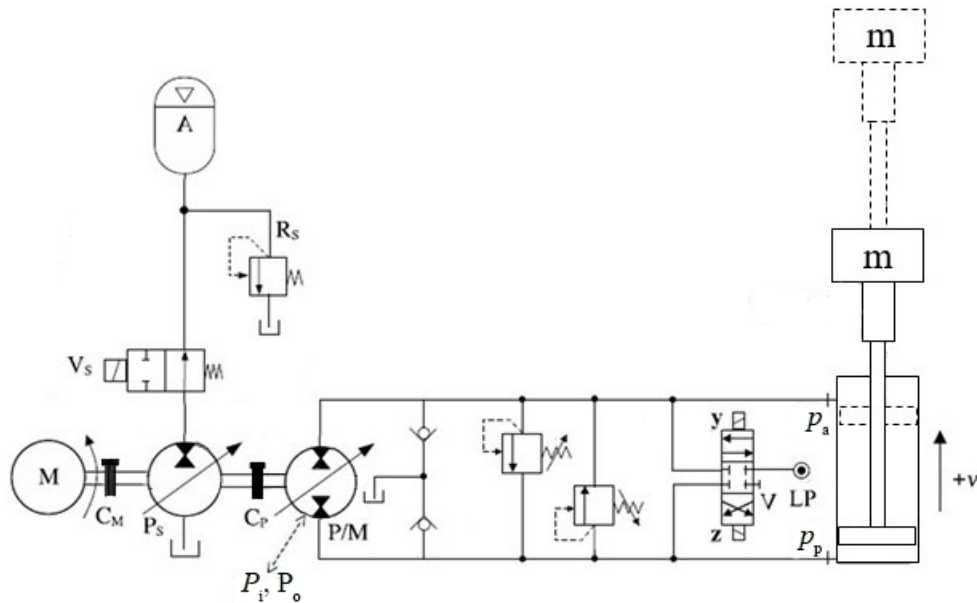 m
A
m
R_S
V_S
y
p_a
+v
M
V
LP
C_M
P_S
C_P
P/M
z
p_p
P_i, P_o